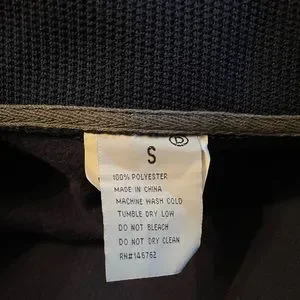 S
100% POLYESTER
MADE IN CHINA
MACHINE WASH COLD
TUMBLE DRY LOW
DO NOT BLEACH
DO NOT DRY CLEAN
RN#145762